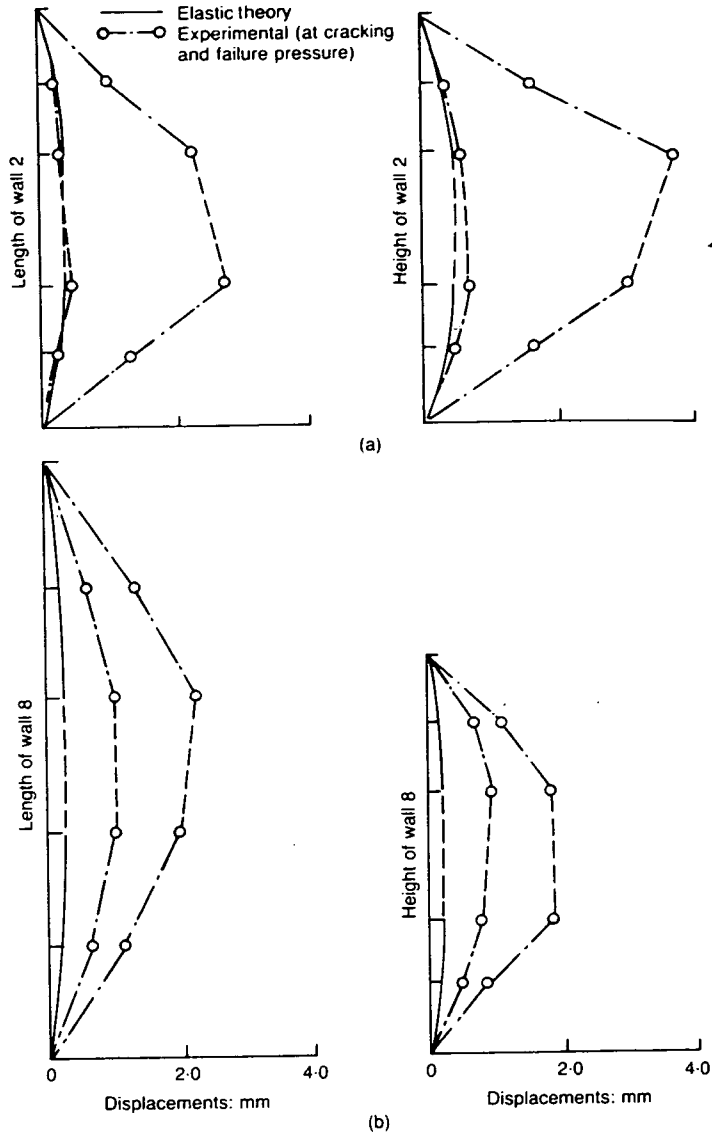 Elastic theory
Experimental (at cracking
and failure pressure)
Length of wall 2
Height of wall 2
(a)
Length of wall 8
Height of wall 8
0
2·0
4·0
Displacements: mm
0
2·0
4·0
Displacements: mm
(b)